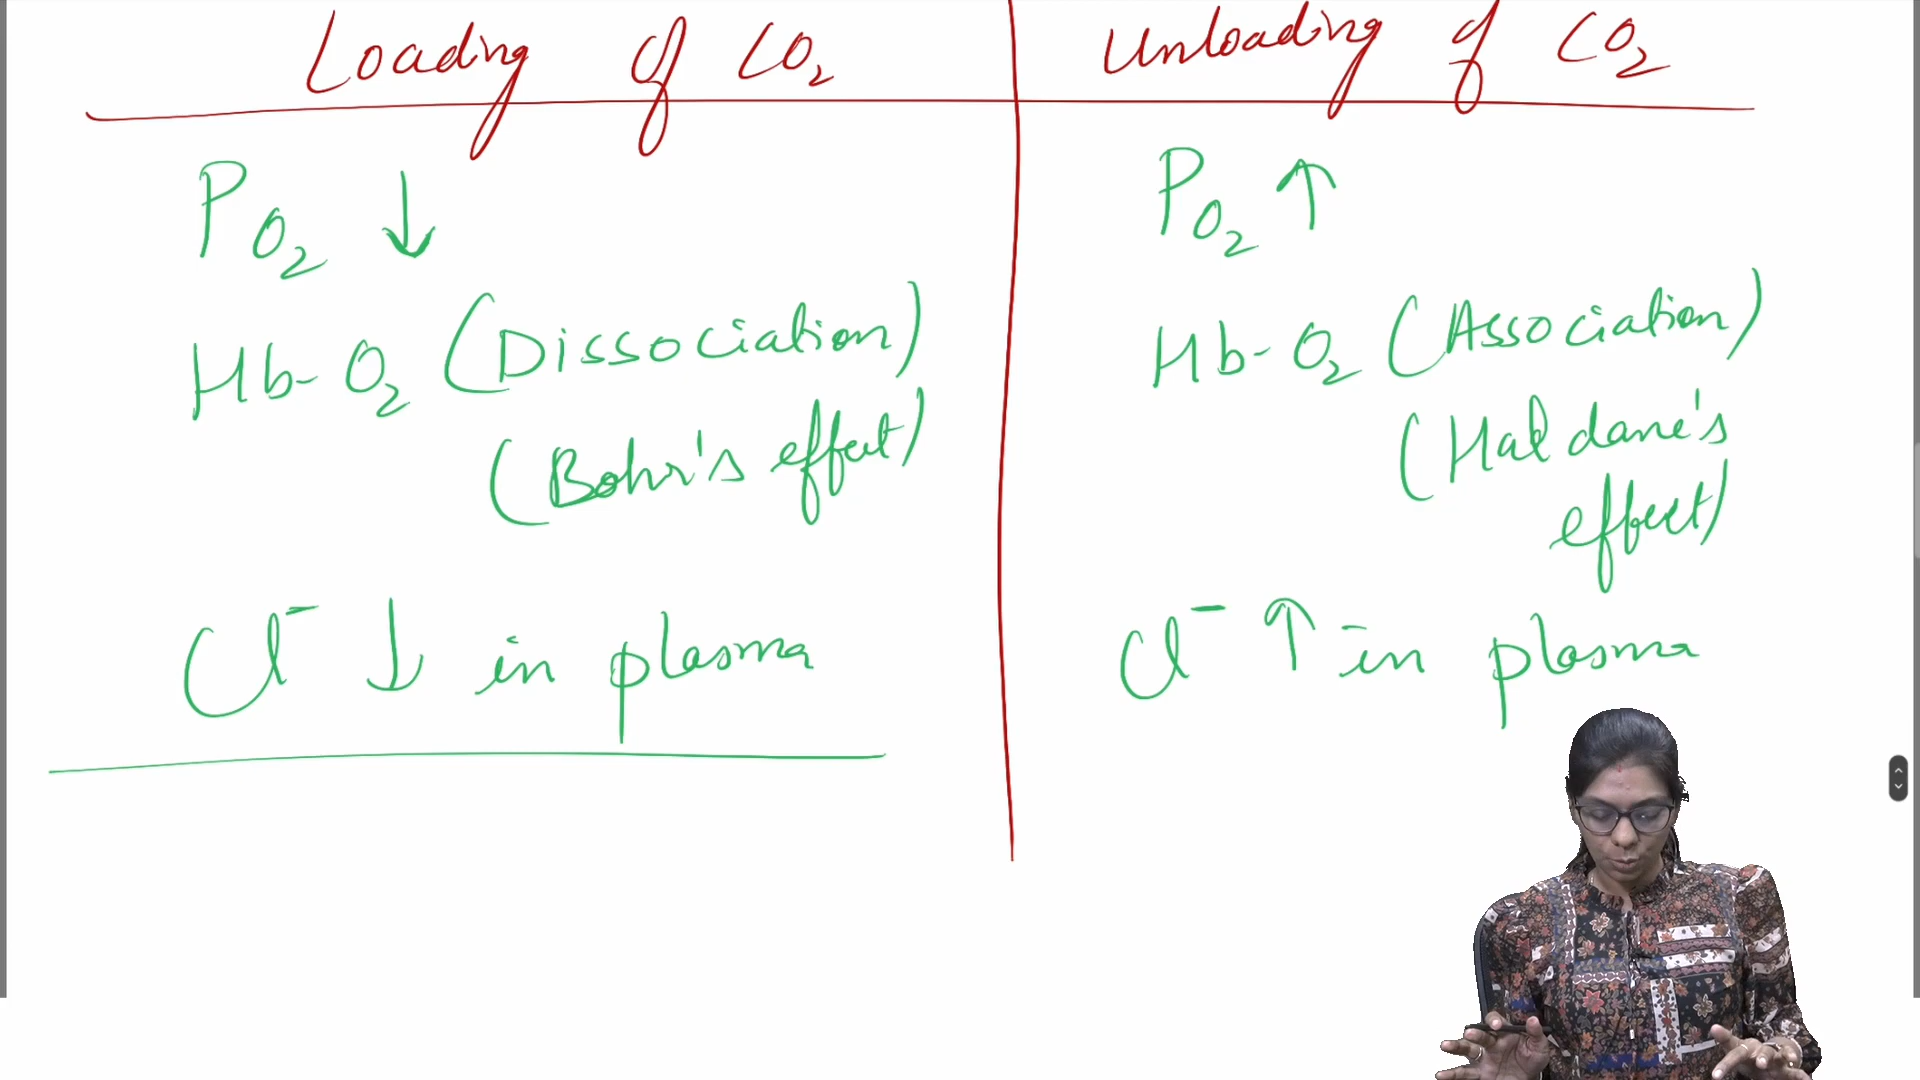 Loading of CO2
PO2 ↓
Hb-O2 (Dissociation)
(Bohr's effect)
Cl⁻ ↓ in plasma
Unloading of CO2
PO2 ↑
Hb-O2 (Association)
(Haldane's
effect)
Cl⁻ ↑ in plasma